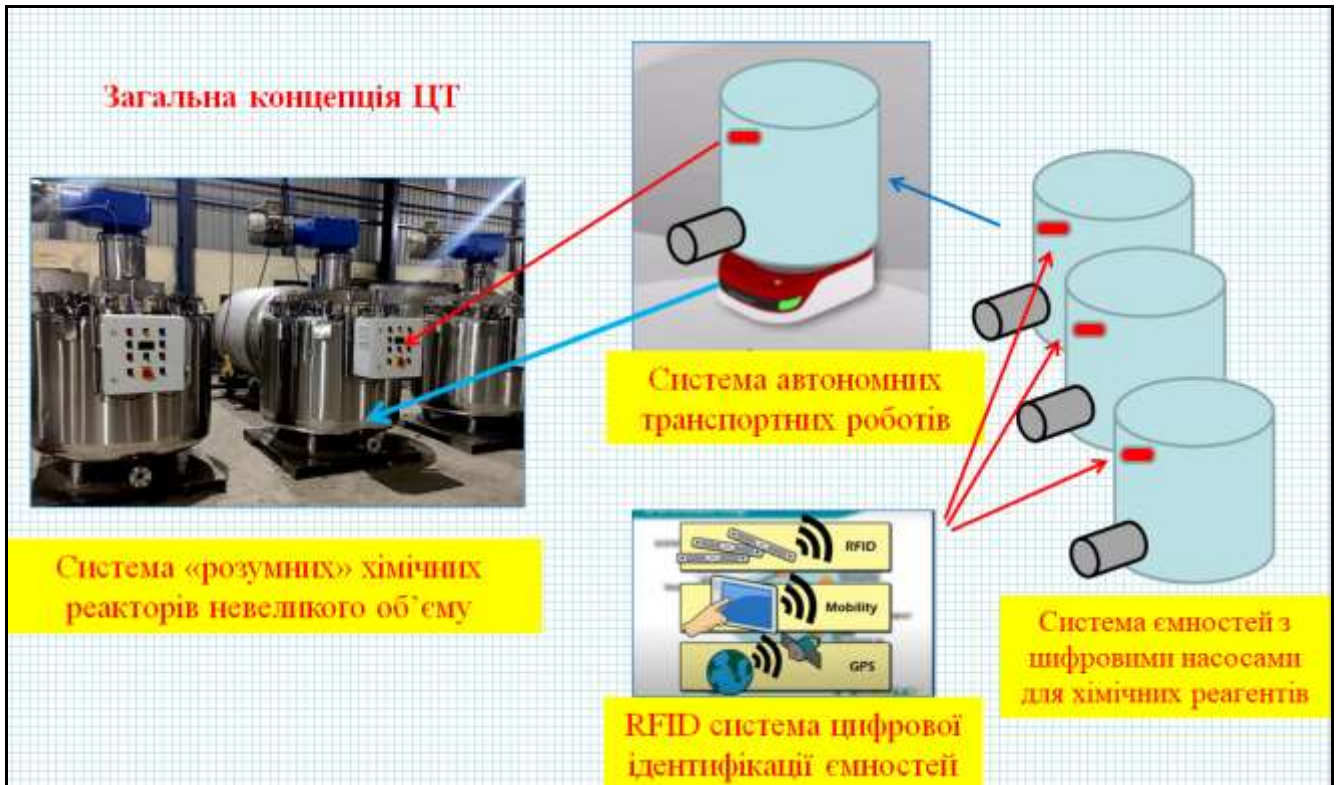 Загальна концепція ЦТ
Система автономних
транспортних роботів
Система «розумних» хімічних
реакторів невеликого об`єму
RFID
Mobility
GPS
Система ємностей з
цифровими насосами
для хімічних реагентів
RFID система цифрової
ідентифікації ємностей